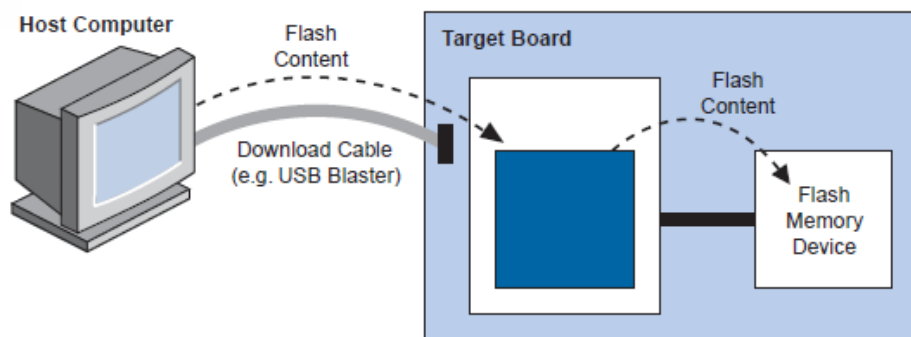 Host Computer
Flash
Content
Download Cable
(e.g. USB Blaster)
Target Board
Flash
Content
Flash
Memory
Device